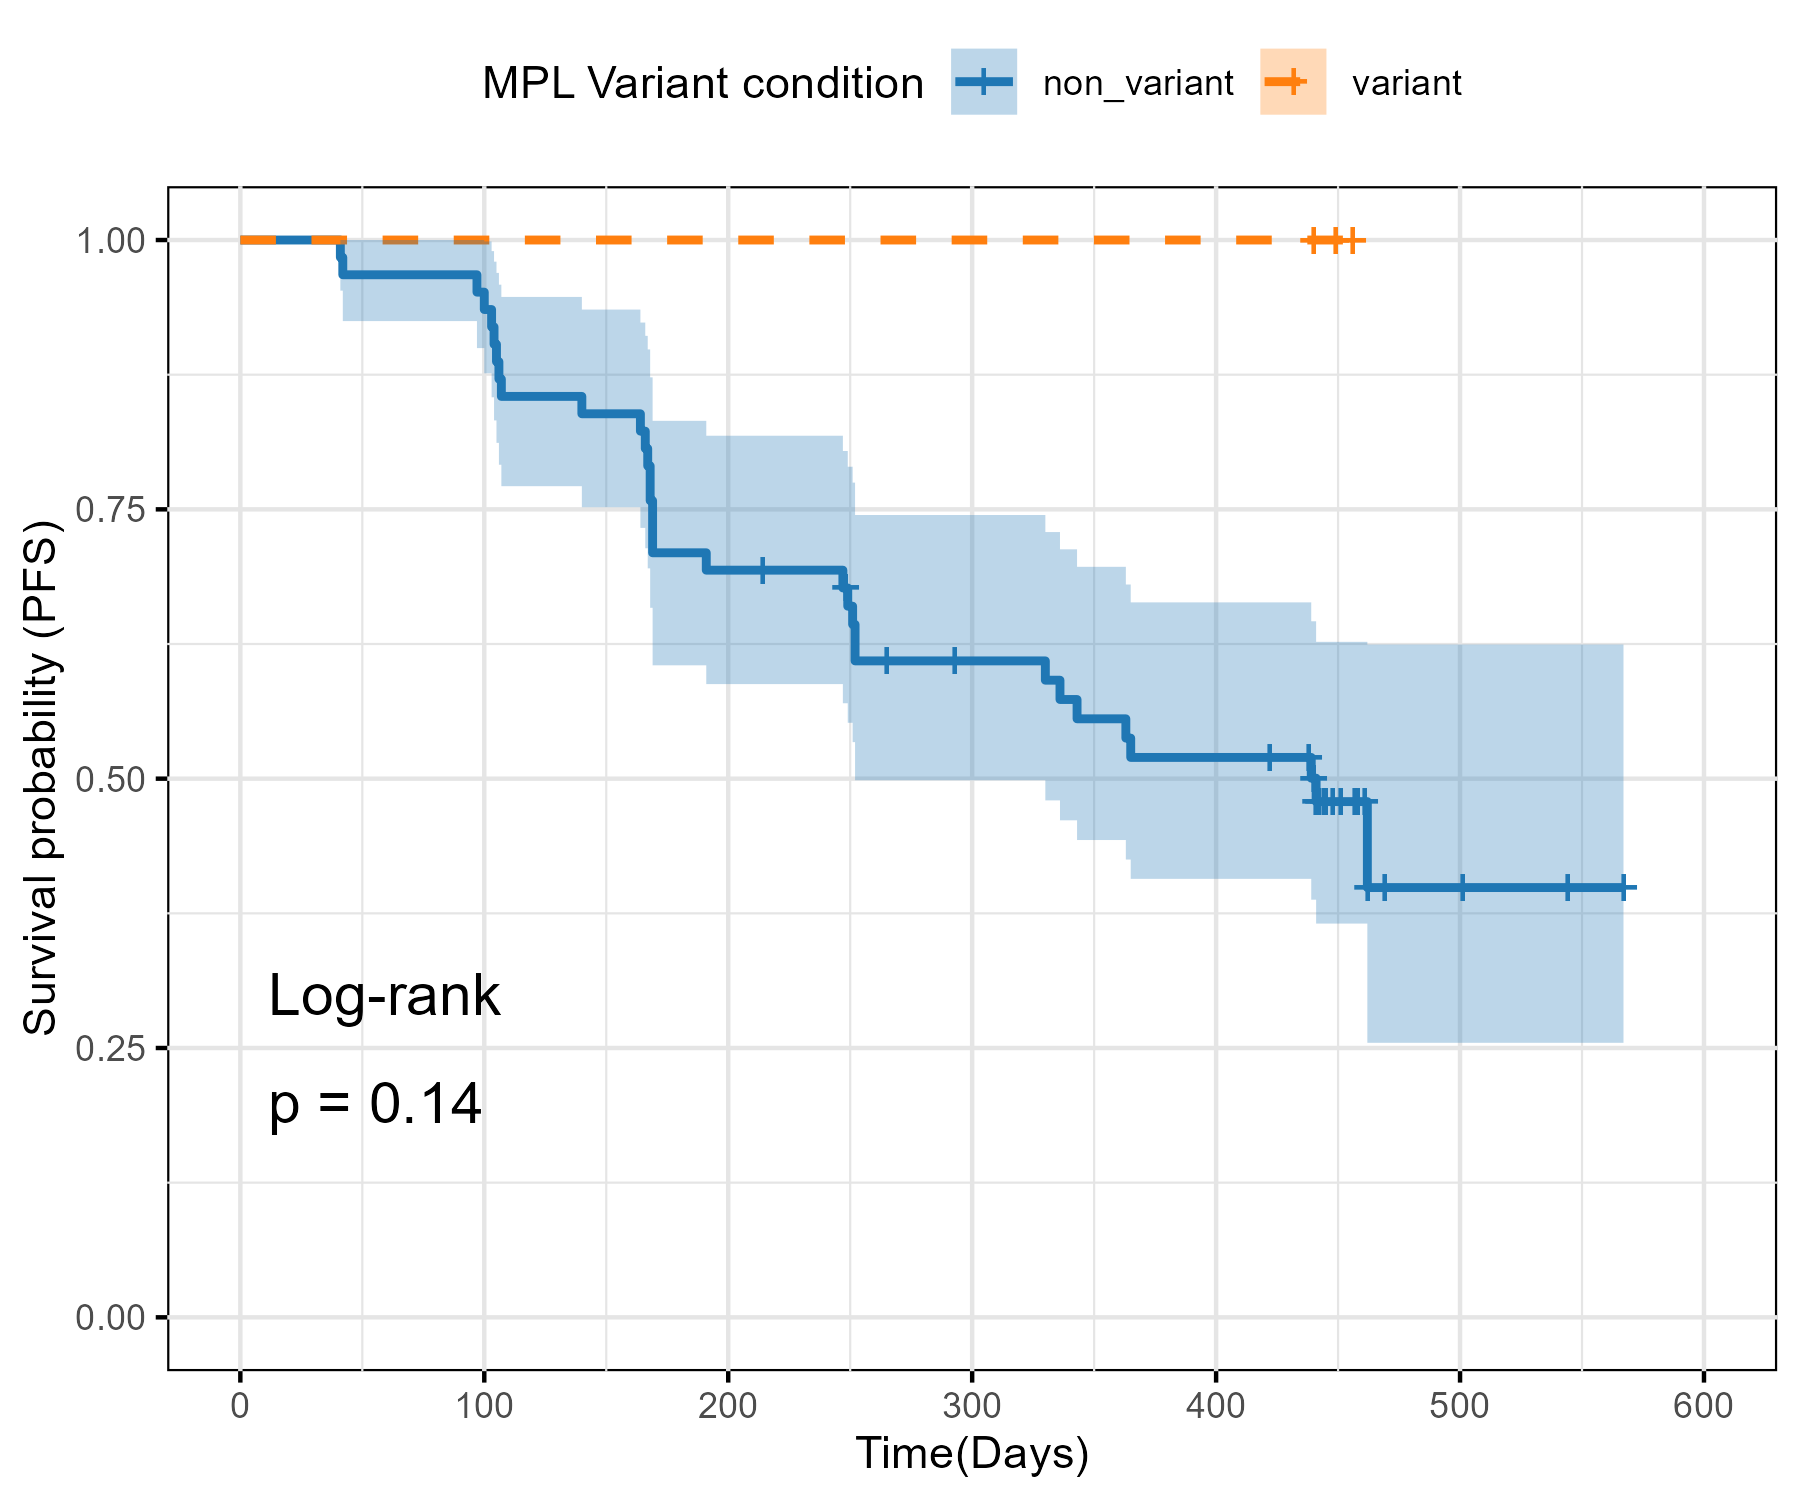 MPL Variant condition non_variant variant
Survival probability (PFS)
1.00
0.75
0.50
0.25
0.00
Log-rank
p = 0.14
0 100 200 300 400 500 600
Time(Days)